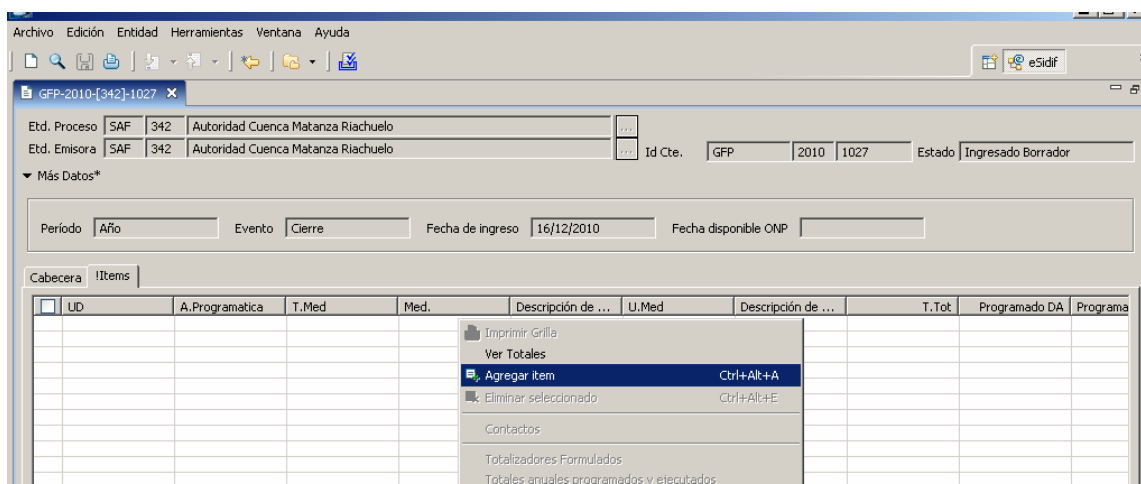 Archivo Edición Entidad Herramientas Ventana Ayuda
eSidif
GFP-2010-[342]-1027
Etd. Proceso SAF 342 Autoridad Cuenca Matanza Riachuelo ...
Etd. Emisora SAF 342 Autoridad Cuenca Matanza Riachuelo ... Id Cte. GFP 2010 1027 Estado Ingresado Borrador
Más Datos*
Período Año Evento Cierre Fecha de ingreso 16/12/2010 Fecha disponible ONP
Cabecera !Items
UD A.Programatica T.Med Med. Descripción de ... U.Med Descripción de ... T.Tot Programado DA Programa
Imprimir Grilla
Ver Totales
Agregar item Ctrl+Alt+A
Eliminar seleccionado Ctrl+Alt+E
Contactos
Totalizadores Formulados
Totales anuales programados y ejecutados